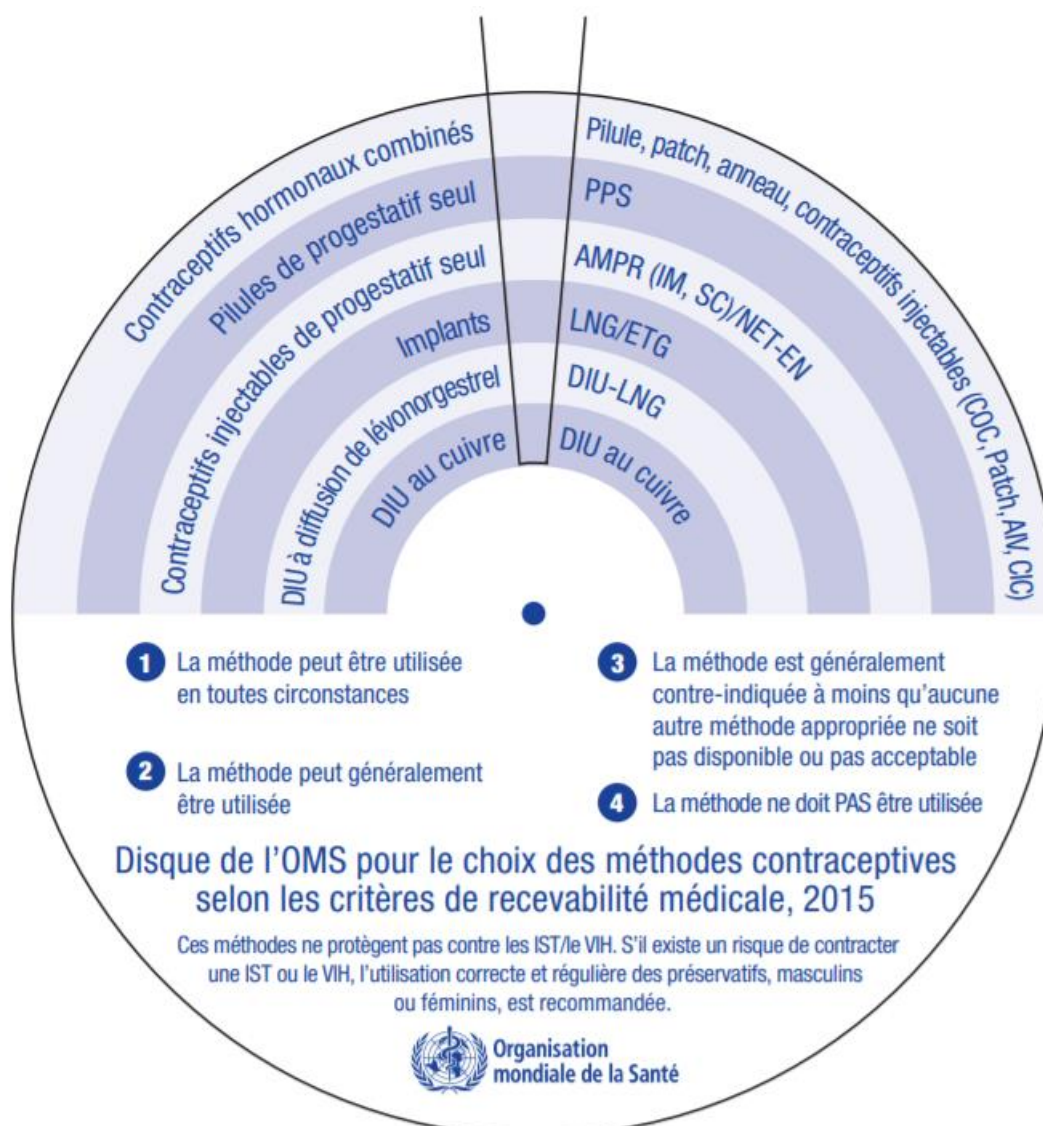 Contraceptifs hormonaux combinés
Pilules de progestatif seul
Contraceptifs injectables de progestatif seul
Implants
DIU à diffusion de lévonorgestrel
DIU au cuivre
Pilule, patch, anneau, contraceptifs injectables (COC, Patch, AIV, CIC)
PPS
AMPR (IM, SC)/NET-EN
LNG/ETG
DIU-LNG
DIU au cuivre
1 La méthode peut être utilisée
en toutes circonstances
2 La méthode peut généralement
être utilisée
3 La méthode est généralement
contre-indiquée à moins qu'aucune
autre méthode appropriée ne soit
pas disponible ou pas acceptable
4 La méthode ne doit PAS être utilisée
Disque de l'OMS pour le choix des méthodes contraceptives
selon les critères de recevabilité médicale, 2015
Ces méthodes ne protégent pas contre les IST/le VIH. S'il existe un risque de contracter
une IST ou le VIH, l'utilisation correcte et régulière des préservatifs, masculins
ou féminins, est recommandée.
Organisation
mondiale de la Santé